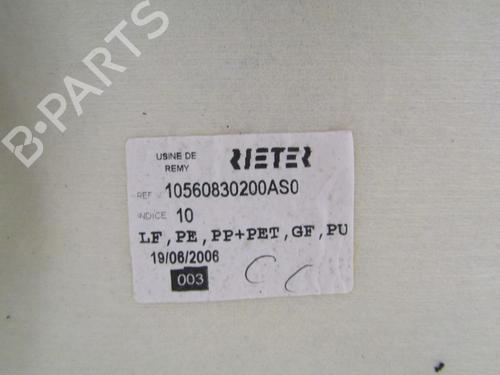 B-PARTS
USINE DE
REMY
RIETER
REF 10560830200AS0
INDICE 10
LF,PE,PP+PET,GF,PU
19/06/2006
003